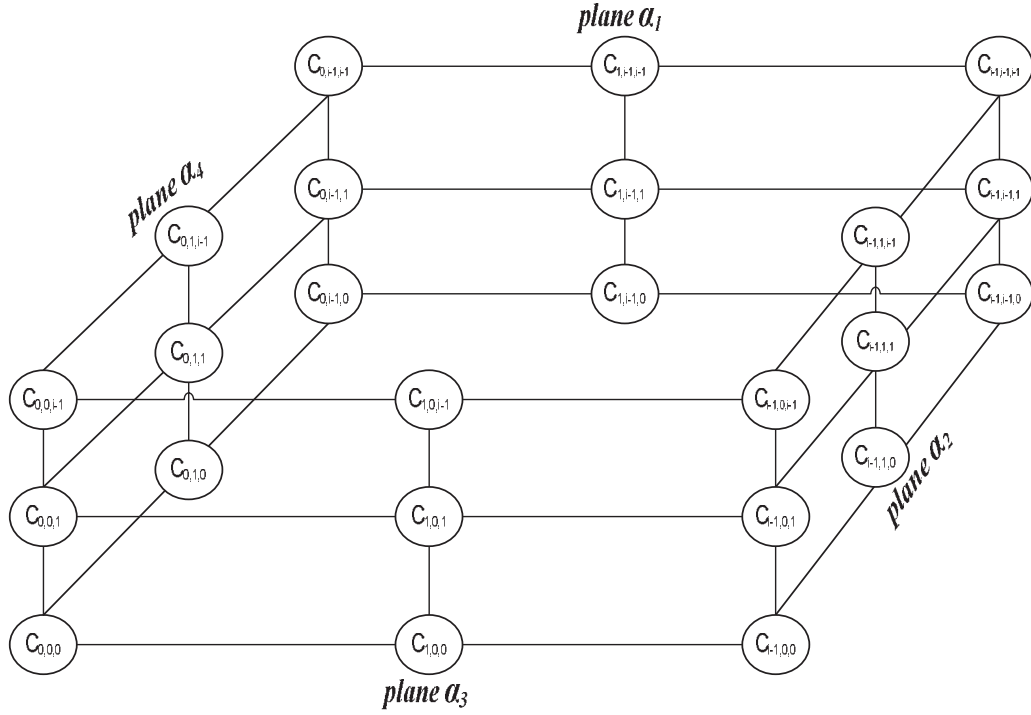 plane α₁
C₀,ᵢ₋₁,ᵢ₋₁ C₁,ᵢ₋₁,ᵢ₋₁ Cᵢ₋₁,ᵢ₋₁,ᵢ₋₁
plane α₄
C₀,ᵢ₋₁,₁ C₁,ᵢ₋₁,₁ Cᵢ₋₁,ᵢ₋₁,₁
C₀,₁,ᵢ₋₁ Cᵢ₋₁,₁,ᵢ₋₁
C₀,ᵢ₋₁,₀ C₁,ᵢ₋₁,₀ Cᵢ₋₁,ᵢ₋₁,₀
C₀,₁,₁ Cᵢ₋₁,₁,₁
C₀,₀,ᵢ₋₁ C₁,₀,ᵢ₋₁ Cᵢ₋₁,₀,ᵢ₋₁
C₀,₁,₀ Cᵢ₋₁,₁,₀
plane α₂
C₀,₀,₁ C₁,₀,₁ Cᵢ₋₁,₀,₁
C₀,₀,₀ C₁,₀,₀ Cᵢ₋₁,₀,₀
plane α₃